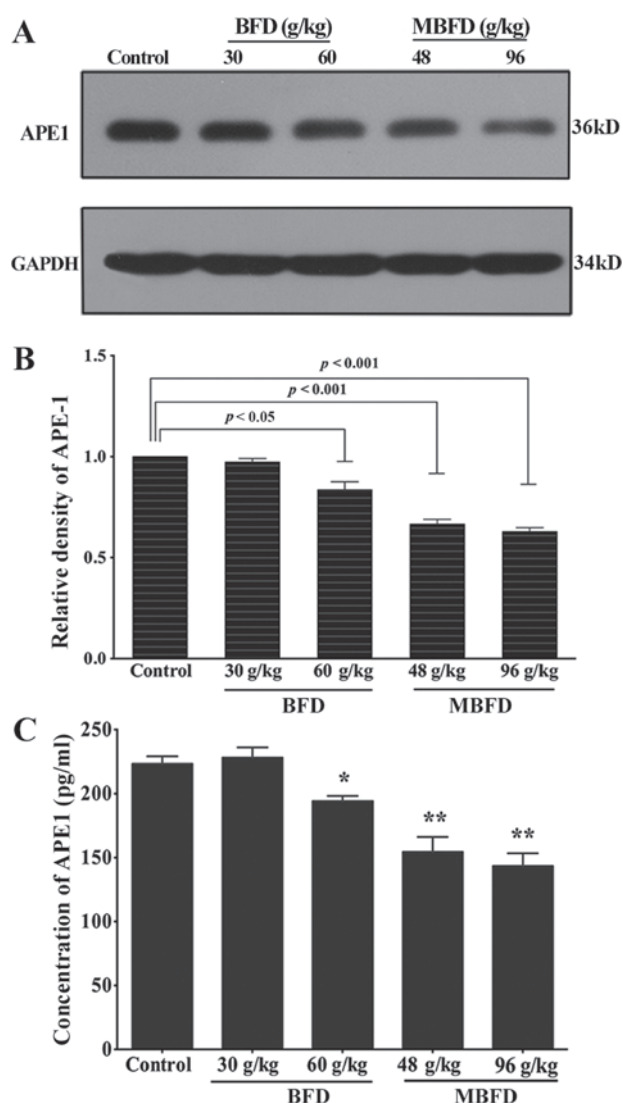 A
BFD (g/kg) MBFD (g/kg)
Control 30 60 48 96
APE1 36kD
GAPDH 34kD
B
Relative density of APE-1
1.5
1.0
0.5
0.0
p < 0.001
p < 0.001
p < 0.05
Control 30 g/kg 60 g/kg 48 g/kg 96 g/kg
BFD MBFD
C
Concentration of APE1 (pg/ml)
250
200
150
100
50
0
*
**
**
Control 30 g/kg 60 g/kg 48 g/kg 96 g/kg
BFD MBFD